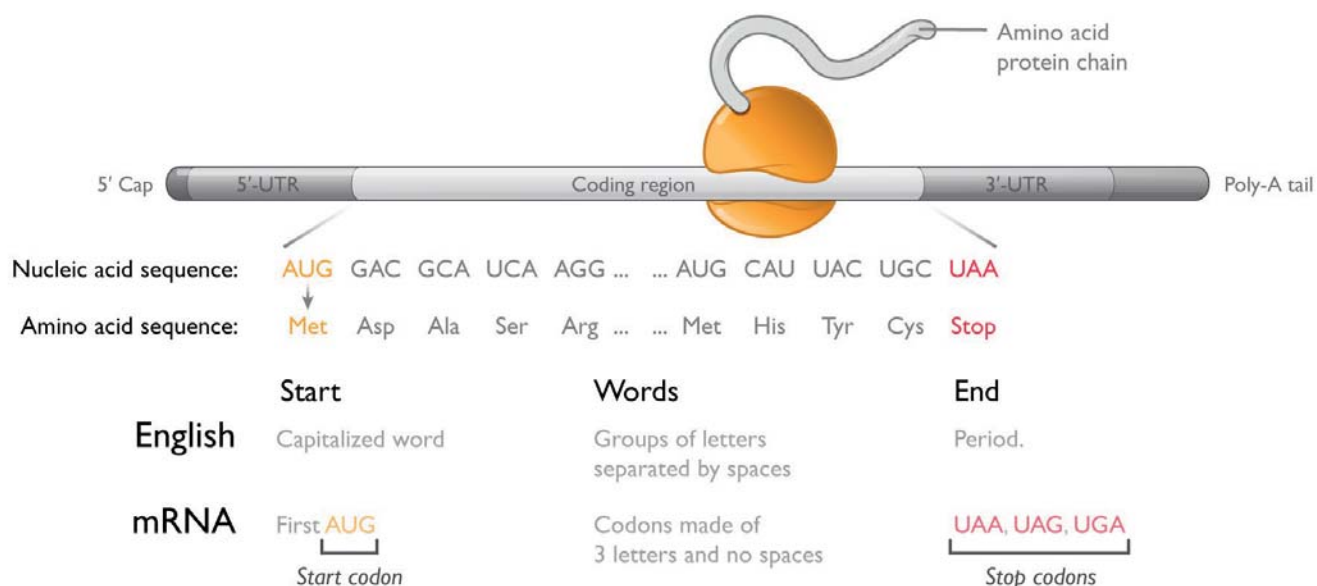 Amino acid
protein chain
5′ Cap 5′-UTR Coding region 3′-UTR Poly-A tail
Nucleic acid sequence: AUG GAC GCA UCA AGG ... ... AUG CAU UAC UGC UAA
Amino acid sequence: Met Asp Ala Ser Arg ... ... Met His Tyr Cys Stop
Start Words End
English Capitalized word Groups of letters Period.
separated by spaces
mRNA First AUG Codons made of UAA, UAG, UGA
3 letters and no spaces
Start codon Stop codons